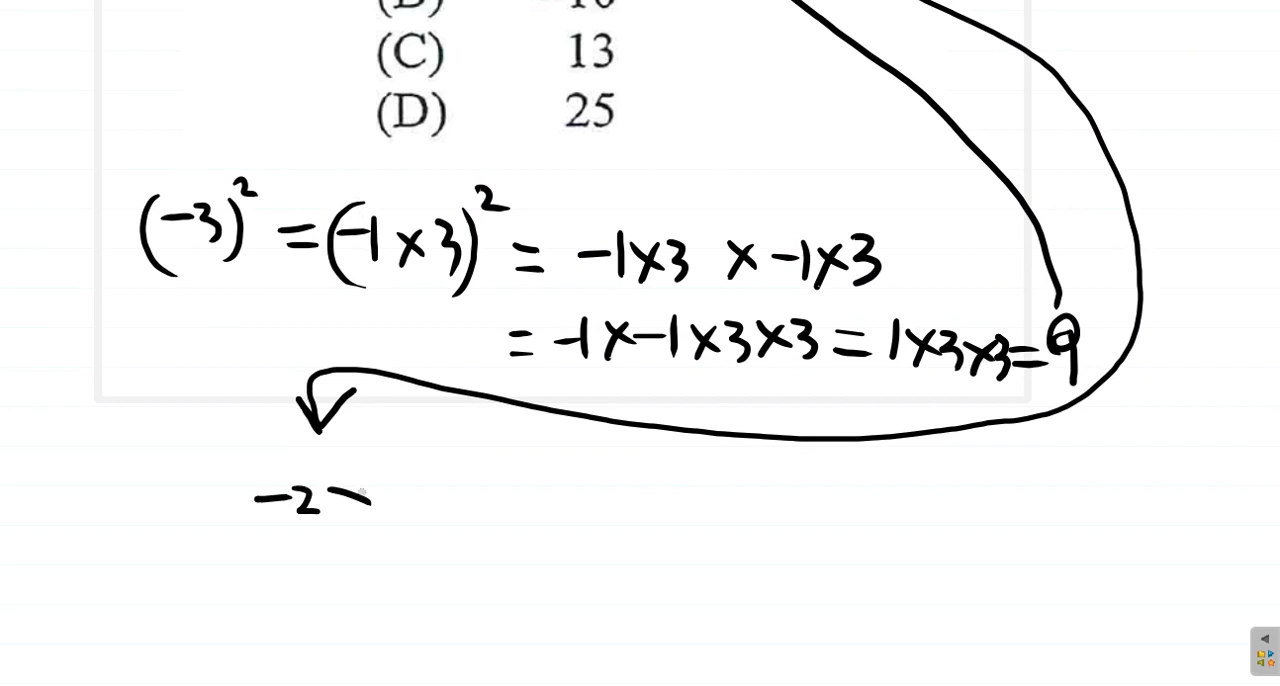 (C) 13
(D) 25
(-3)² = (-1×3)² = -1×3 × -1×3
= -1×-1×3×3 = 1×3×3=9
-2